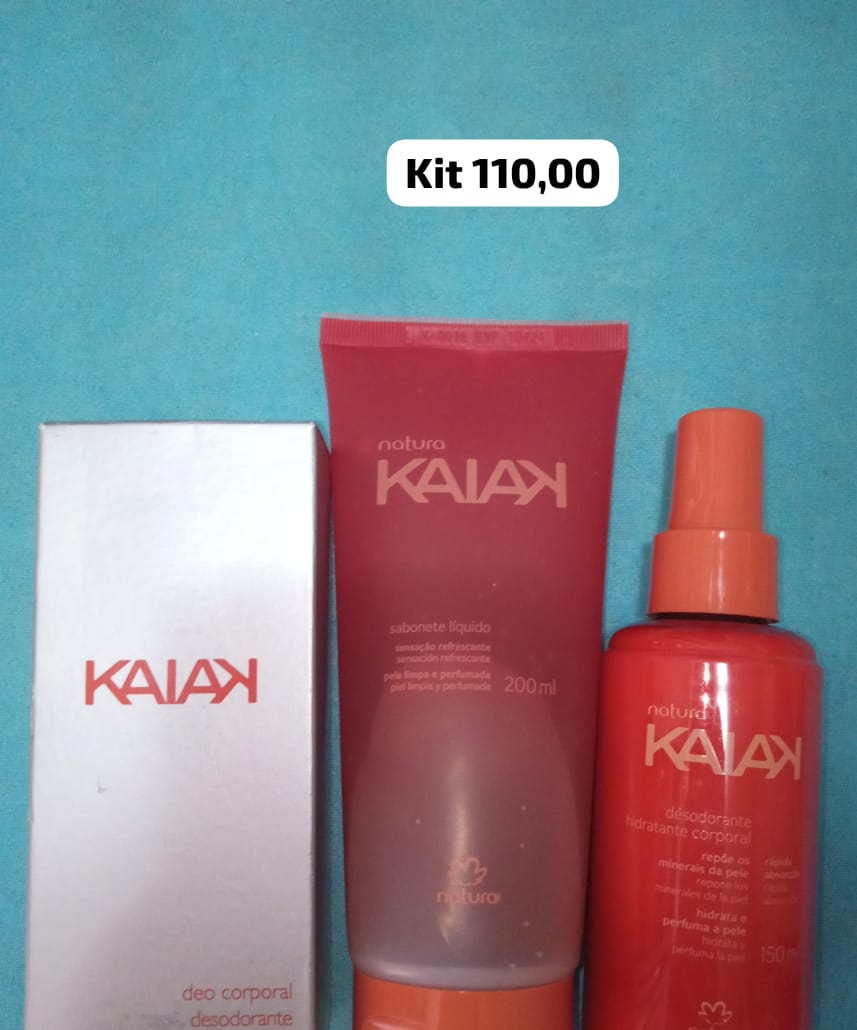 Kit 110,00
KAIAK
deo corporal
desodorante
natura
KAIAK
sabonete líquido
sensação refrescante
sensación refrescante
pele limpa e perfumada
piel limpia y perfumada
200 ml
natura
natura
KAIAK
desodorante
hidratante corporal
repõe os
minerais da pele
repone los
minerales de la piel
rápida
absorção
rápida
hidrata e
perfuma a pele
hidrata y
perfuma la piel
150 ml